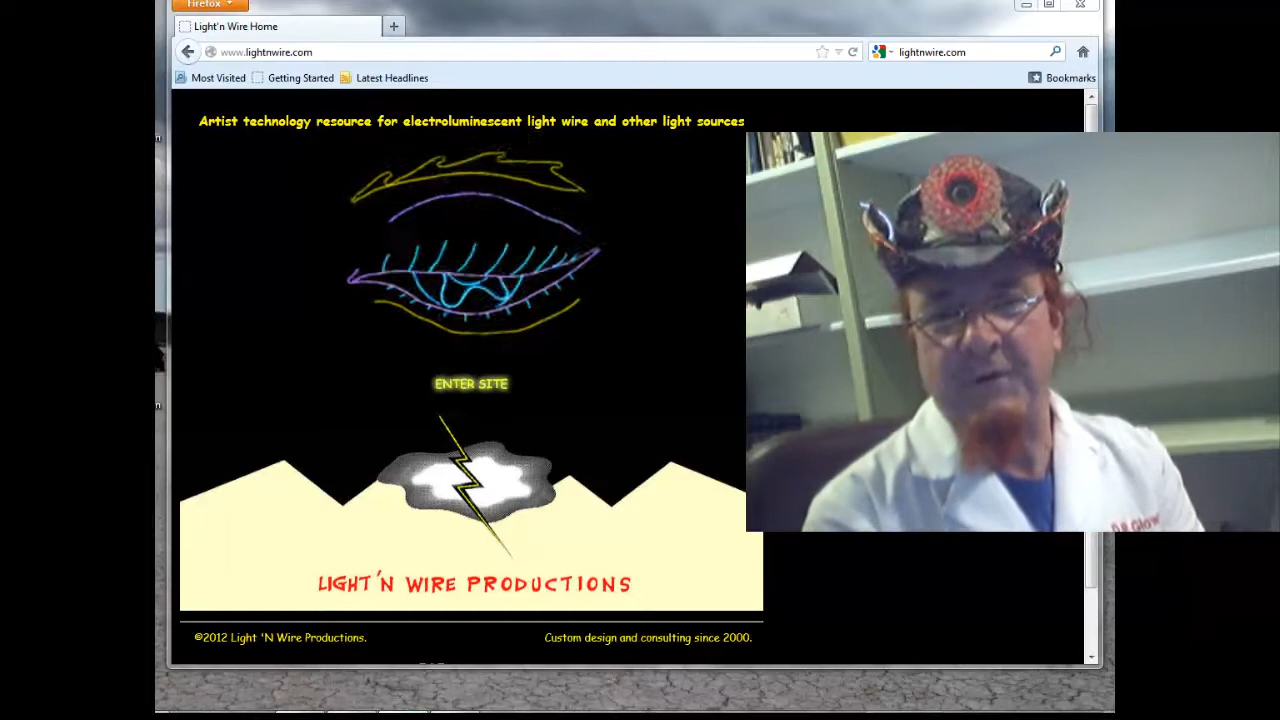 Firefox
Light'n Wire Home
www.lightnwire.com
lightnwire.com
Most Visited
Getting Started
Latest Headlines
Bookmarks
Artist technology resource for electroluminescent light wire and other light sources
ENTER SITE
LIGHT'N WIRE PRODUCTIONS
©2012 Light 'N Wire Productions.
Custom design and consulting since 2000.